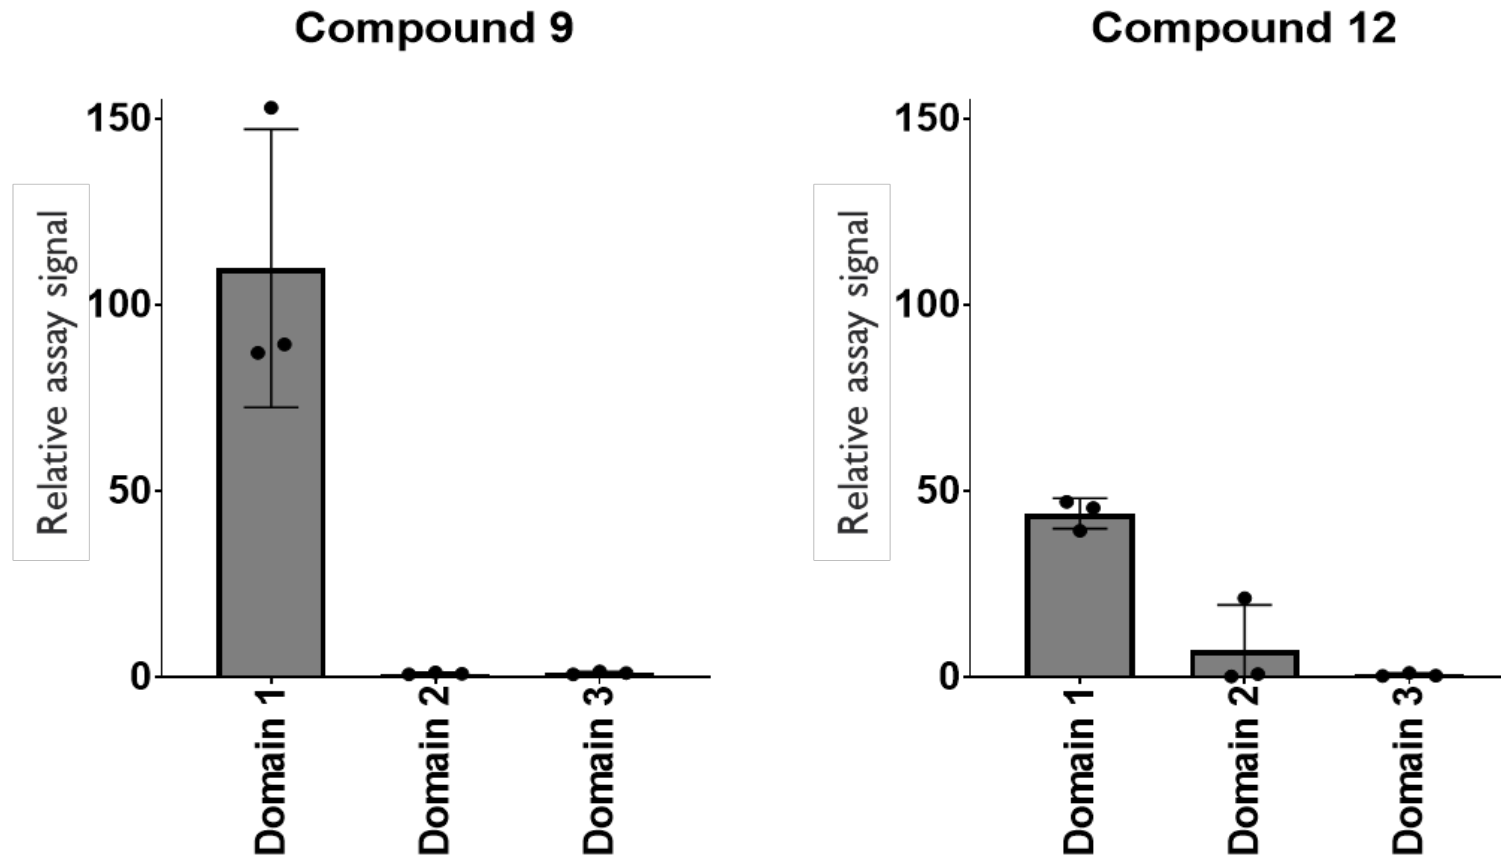 Compound 9
Relative assay signal
150
100
50
0
Domain 1
Domain 2
Domain 3
Compound 12
Relative assay signal
150
100
50
0
Domain 1
Domain 2
Domain 3